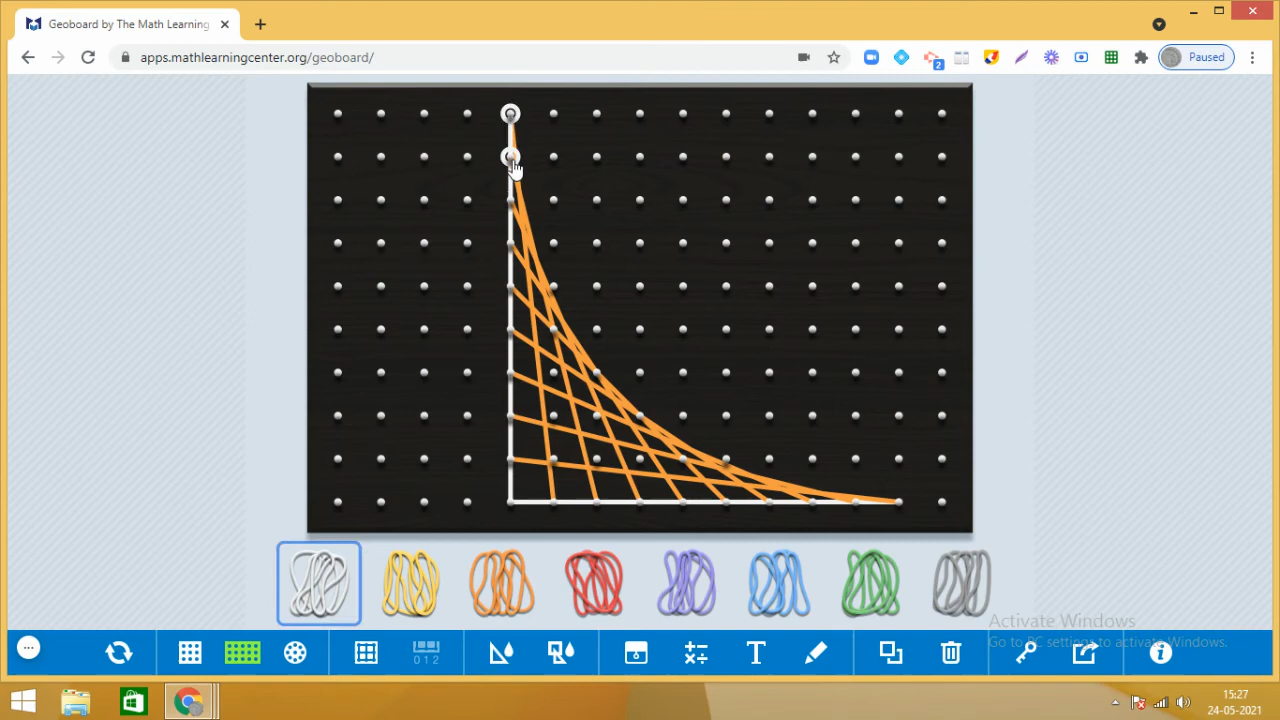 Geoboard by The Math Learning
apps.mathlearningcenter.org/geoboard/
2
Paused
Activate Windows
Go to PC settings to activate Windows.
0 1 2
T
15:27
24-05-2021